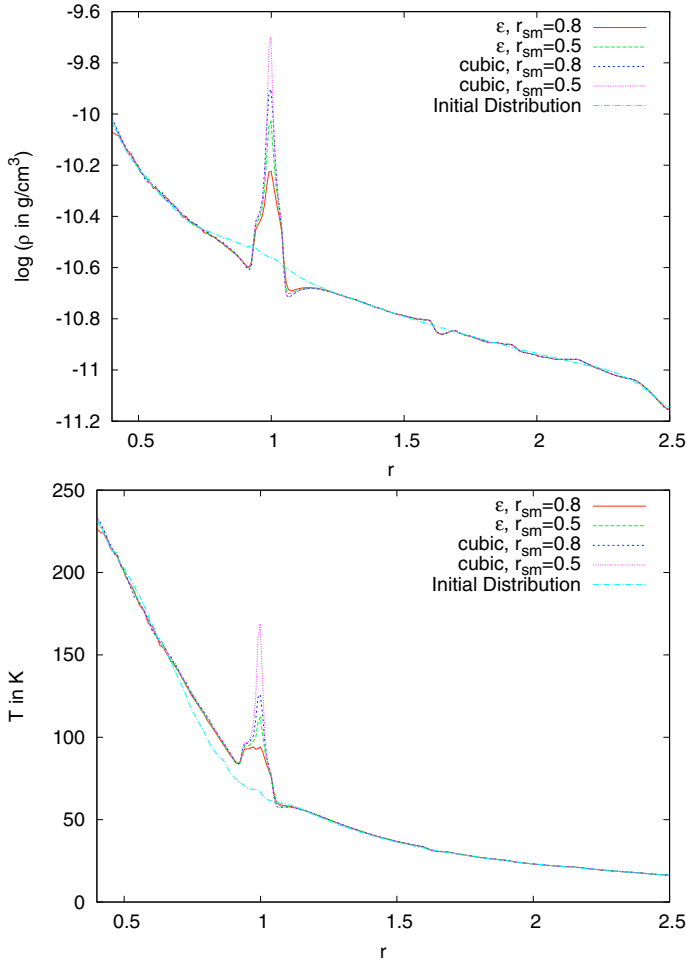 -9.6
-9.8
-10
-10.2
-10.4
-10.6
-10.8
-11
-11.2
log (ρ in g/cm³)
ε, r_sm=0.8
ε, r_sm=0.5
cubic, r_sm=0.8
cubic, r_sm=0.5
Initial Distribution
0.5 1 1.5 2 2.5
r
250
200
150
100
50
0
T in K
ε, r_sm=0.8
ε, r_sm=0.5
cubic, r_sm=0.8
cubic, r_sm=0.5
Initial Distribution
0.5 1 1.5 2 2.5
r